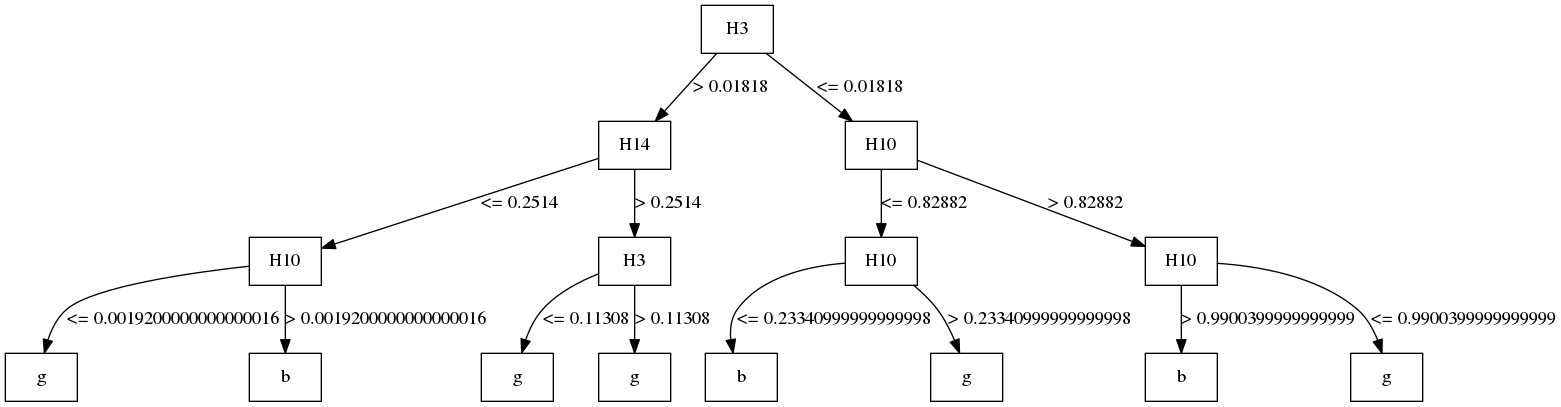 H3
> 0.01818
<= 0.01818
H14
H10
<= 0.2514
> 0.2514
<= 0.82882
> 0.82882
H10
H3
H10
H10
<= 0.0019200000000000016
> 0.0019200000000000016
<= 0.11308
> 0.11308
<= 0.23340999999999998
> 0.23340999999999998
> 0.9900399999999999
<= 0.9900399999999999
g
b
g
g
b
g
b
g